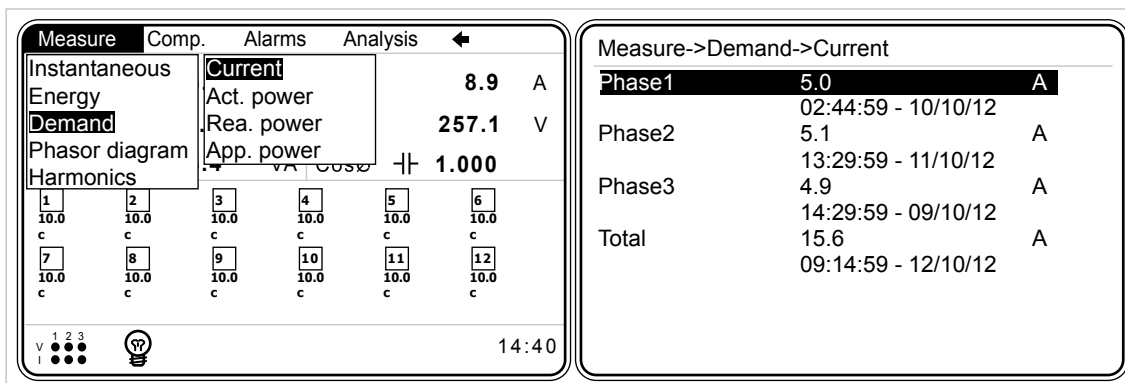 Measure Comp. Alarms Analysis
Instantaneous Current 8.9 A
Energy Act. power
Demand Rea. power 257.1 V
Phasor diagram App. power
VA CosØ 1.000
Harmonics
1 2 3 4 5 6
10.0 10.0 10.0 10.0 10.0 10.0
c c c c c c
7 8 9 10 11 12
10.0 10.0 10.0 10.0 10.0 10.0
c c c c c c
1 2 3
V
I
14:40
Measure->Demand->Current
Phase1 5.0 A
02:44:59 - 10/10/12
Phase2 5.1 A
13:29:59 - 11/10/12
Phase3 4.9 A
14:29:59 - 09/10/12
Total 15.6 A
09:14:59 - 12/10/12